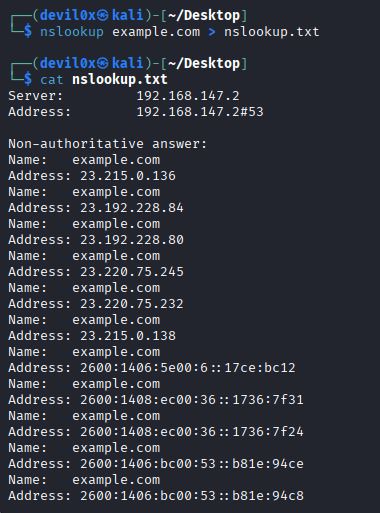 ┌──(devil0x㉿kali)-[~/Desktop]
└─$ nslookup example.com > nslookup.txt
┌──(devil0x㉿kali)-[~/Desktop]
└─$ cat nslookup.txt
Server:         192.168.147.2
Address:        192.168.147.2#53
Non-authoritative answer:
Name:   example.com
Address: 23.215.0.136
Name:   example.com
Address: 23.192.228.84
Name:   example.com
Address: 23.192.228.80
Name:   example.com
Address: 23.220.75.245
Name:   example.com
Address: 23.220.75.232
Name:   example.com
Address: 23.215.0.138
Name:   example.com
Address: 2600:1406:5e00:6::17ce:bc12
Name:   example.com
Address: 2600:1408:ec00:36::1736:7f31
Name:   example.com
Address: 2600:1408:ec00:36::1736:7f24
Name:   example.com
Address: 2600:1406:bc00:53::b81e:94ce
Name:   example.com
Address: 2600:1406:bc00:53::b81e:94c8